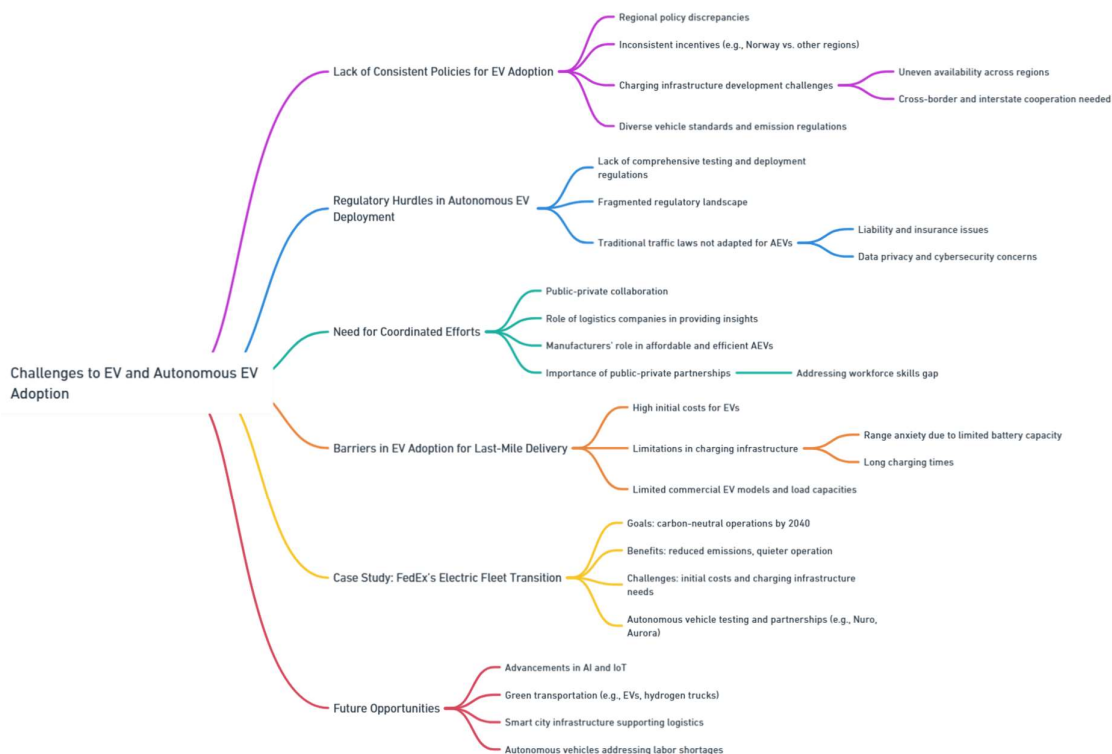 Challenges to EV and Autonomous EV
Adoption
Lack of Consistent Policies for EV Adoption
Regional policy discrepancies
Inconsistent incentives (e.g., Norway vs. other regions)
Charging infrastructure development challenges
Uneven availability across regions
Cross-border and interstate cooperation needed
Diverse vehicle standards and emission regulations
Regulatory Hurdles in Autonomous EV
Deployment
Lack of comprehensive testing and deployment
regulations
Fragmented regulatory landscape
Traditional traffic laws not adapted for AEVs
Liability and insurance issues
Data privacy and cybersecurity concerns
Need for Coordinated Efforts
Public-private collaboration
Role of logistics companies in providing insights
Manufacturers' role in affordable and efficient AEVs
Importance of public-private partnerships
Addressing workforce skills gap
Barriers in EV Adoption for Last-Mile Delivery
High initial costs for EVs
Limitations in charging infrastructure
Range anxiety due to limited battery capacity
Long charging times
Limited commercial EV models and load capacities
Case Study: FedEx's Electric Fleet Transition
Goals: carbon-neutral operations by 2040
Benefits: reduced emissions, quieter operation
Challenges: initial costs and charging infrastructure
needs
Autonomous vehicle testing and partnerships (e.g., Nuro,
Aurora)
Future Opportunities
Advancements in AI and IoT
Green transportation (e.g., EVs, hydrogen trucks)
Smart city infrastructure supporting logistics
Autonomous vehicles addressing labor shortages